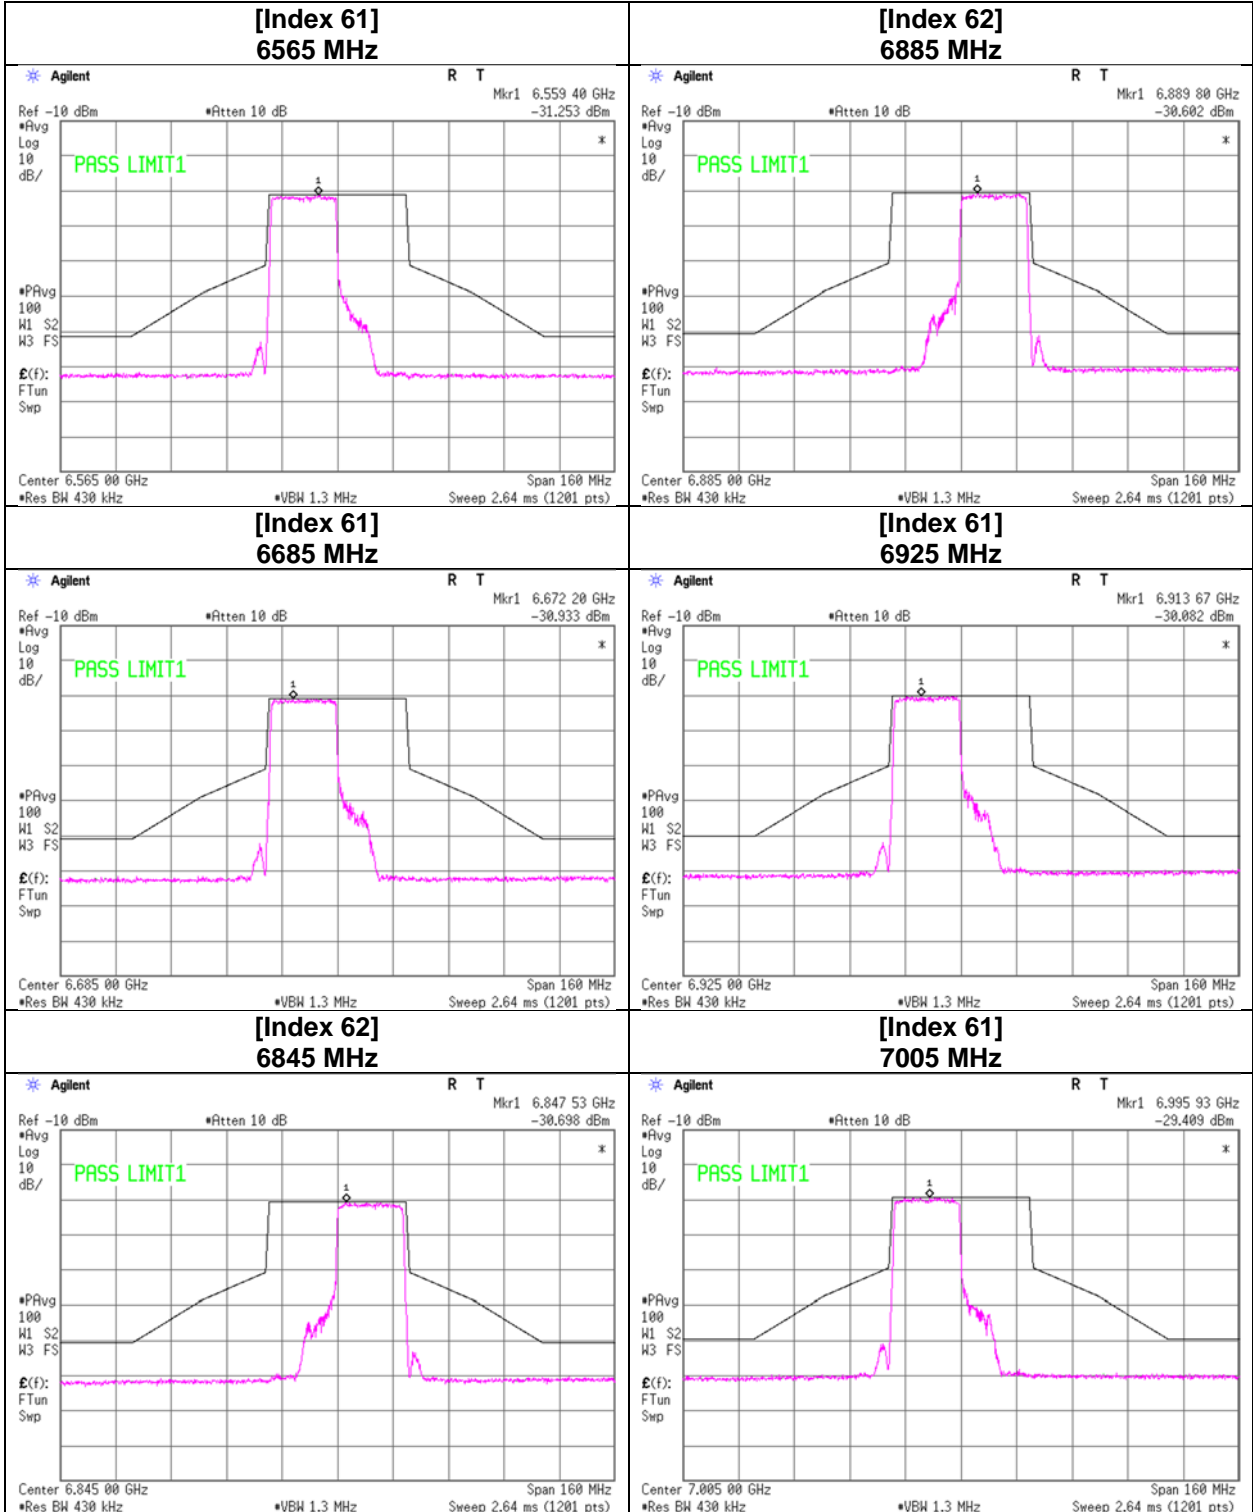 [Index 61]
6565 MHz
Agilent
R T
Mkr1 6.559 40 GHz
Ref -10 dBm
#Atten 10 dB
-31.253 dBm
#Avg
Log
10
dB/
PASS LIMIT1
*
1
#PAvg
100
W1 S2
W3 FS
£(f):
FTun
Swp
Center 6.565 00 GHz
Span 160 MHz
#Res BW 430 kHz
#VBW 1.3 MHz
Sweep 2.64 ms (1201 pts)
[Index 62]
6885 MHz
Agilent
R T
Mkr1 6.889 80 GHz
Ref -10 dBm
#Atten 10 dB
-30.602 dBm
#Avg
Log
10
dB/
PASS LIMIT1
*
1
#PAvg
100
W1 S2
W3 FS
£(f):
FTun
Swp
Center 6.885 00 GHz
Span 160 MHz
#Res BW 430 kHz
#VBW 1.3 MHz
Sweep 2.64 ms (1201 pts)
[Index 61]
6685 MHz
Agilent
R T
Mkr1 6.672 20 GHz
Ref -10 dBm
#Atten 10 dB
-30.933 dBm
#Avg
Log
10
dB/
PASS LIMIT1
*
1
#PAvg
100
W1 S2
W3 FS
£(f):
FTun
Swp
Center 6.685 00 GHz
Span 160 MHz
#Res BW 430 kHz
#VBW 1.3 MHz
Sweep 2.64 ms (1201 pts)
[Index 61]
6925 MHz
Agilent
R T
Mkr1 6.913 67 GHz
Ref -10 dBm
#Atten 10 dB
-30.082 dBm
#Avg
Log
10
dB/
PASS LIMIT1
*
1
#PAvg
100
W1 S2
W3 FS
£(f):
FTun
Swp
Center 6.925 00 GHz
Span 160 MHz
#Res BW 430 kHz
#VBW 1.3 MHz
Sweep 2.64 ms (1201 pts)
[Index 62]
6845 MHz
Agilent
R T
Mkr1 6.847 53 GHz
Ref -10 dBm
#Atten 10 dB
-30.698 dBm
#Avg
Log
10
dB/
PASS LIMIT1
*
1
#PAvg
100
W1 S2
W3 FS
£(f):
FTun
Swp
Center 6.845 00 GHz
Span 160 MHz
#Res BW 430 kHz
#VBW 1.3 MHz
Sweep 2.64 ms (1201 pts)
[Index 61]
7005 MHz
Agilent
R T
Mkr1 6.995 93 GHz
Ref -10 dBm
#Atten 10 dB
-29.409 dBm
#Avg
Log
10
dB/
PASS LIMIT1
*
1
#PAvg
100
W1 S2
W3 FS
£(f):
FTun
Swp
Center 7.005 00 GHz
Span 160 MHz
#Res BW 430 kHz
#VBW 1.3 MHz
Sweep 2.64 ms (1201 pts)